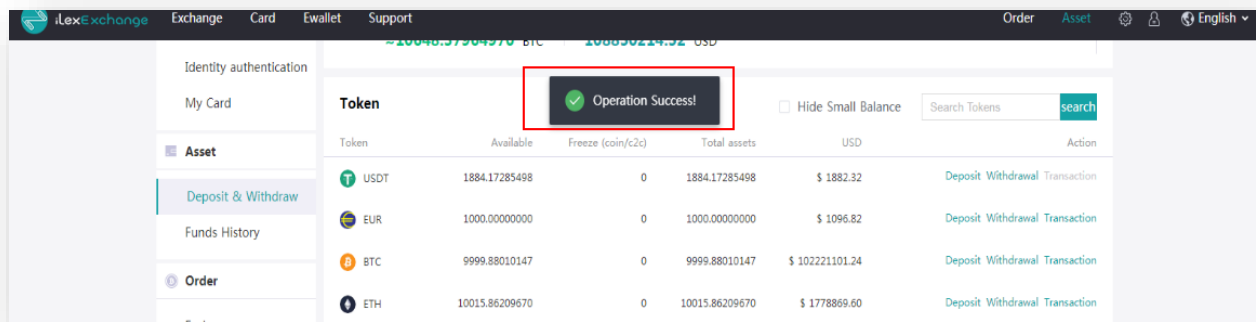 iLexExchange Exchange Card Ewallet Support Order Asset English
BTC USD
Identity authentication
My Card
Token Operation Success! Hide Small Balance Search Tokens search
Token Available Freeze (coin/c2c) Total assets USD Action
Asset
USDT 1884.17285498 0 1884.17285498 $ 1882.32 Deposit Withdrawal Transaction
Deposit & Withdraw
EUR 1000.00000000 0 1000.00000000 $ 1096.82 Deposit Withdrawal Transaction
Funds History
BTC 9999.88010147 0 9999.88010147 $ 102221101.24 Deposit Withdrawal Transaction
Order
ETH 10015.86209670 0 10015.86209670 $ 1778869.60 Deposit Withdrawal Transaction